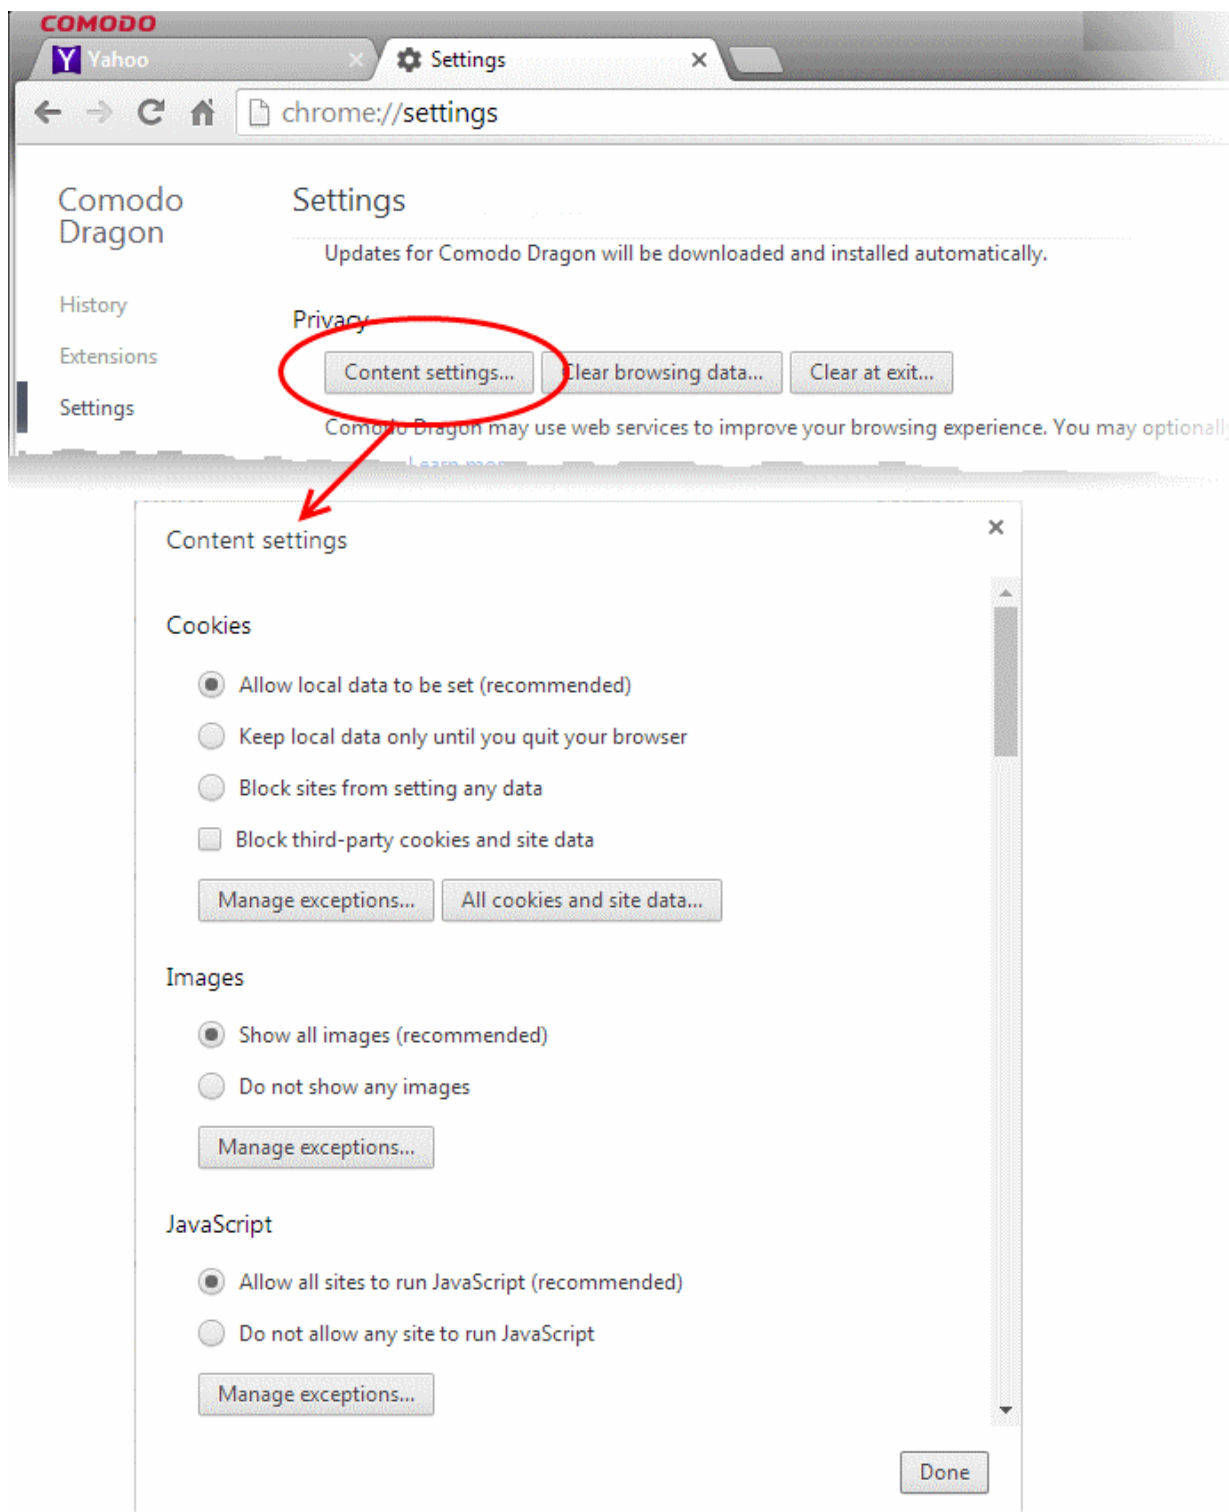 COMODO
Yahoo
Settings
chrome://settings
Comodo
Dragon
Settings
Updates for Comodo Dragon will be downloaded and installed automatically.
History
Privacy
Extensions
Content settings...
Clear browsing data...
Clear at exit...
Settings
Comodo Dragon may use web services to improve your browsing experience. You may optionally
Learn mor
Content settings
Cookies
Allow local data to be set (recommended)
Keep local data only until you quit your browser
Block sites from setting any data
Block third-party cookies and site data
Manage exceptions...
All cookies and site data...
Images
Show all images (recommended)
Do not show any images
Manage exceptions...
JavaScript
Allow all sites to run JavaScript (recommended)
Do not allow any site to run JavaScript
Manage exceptions...
Done